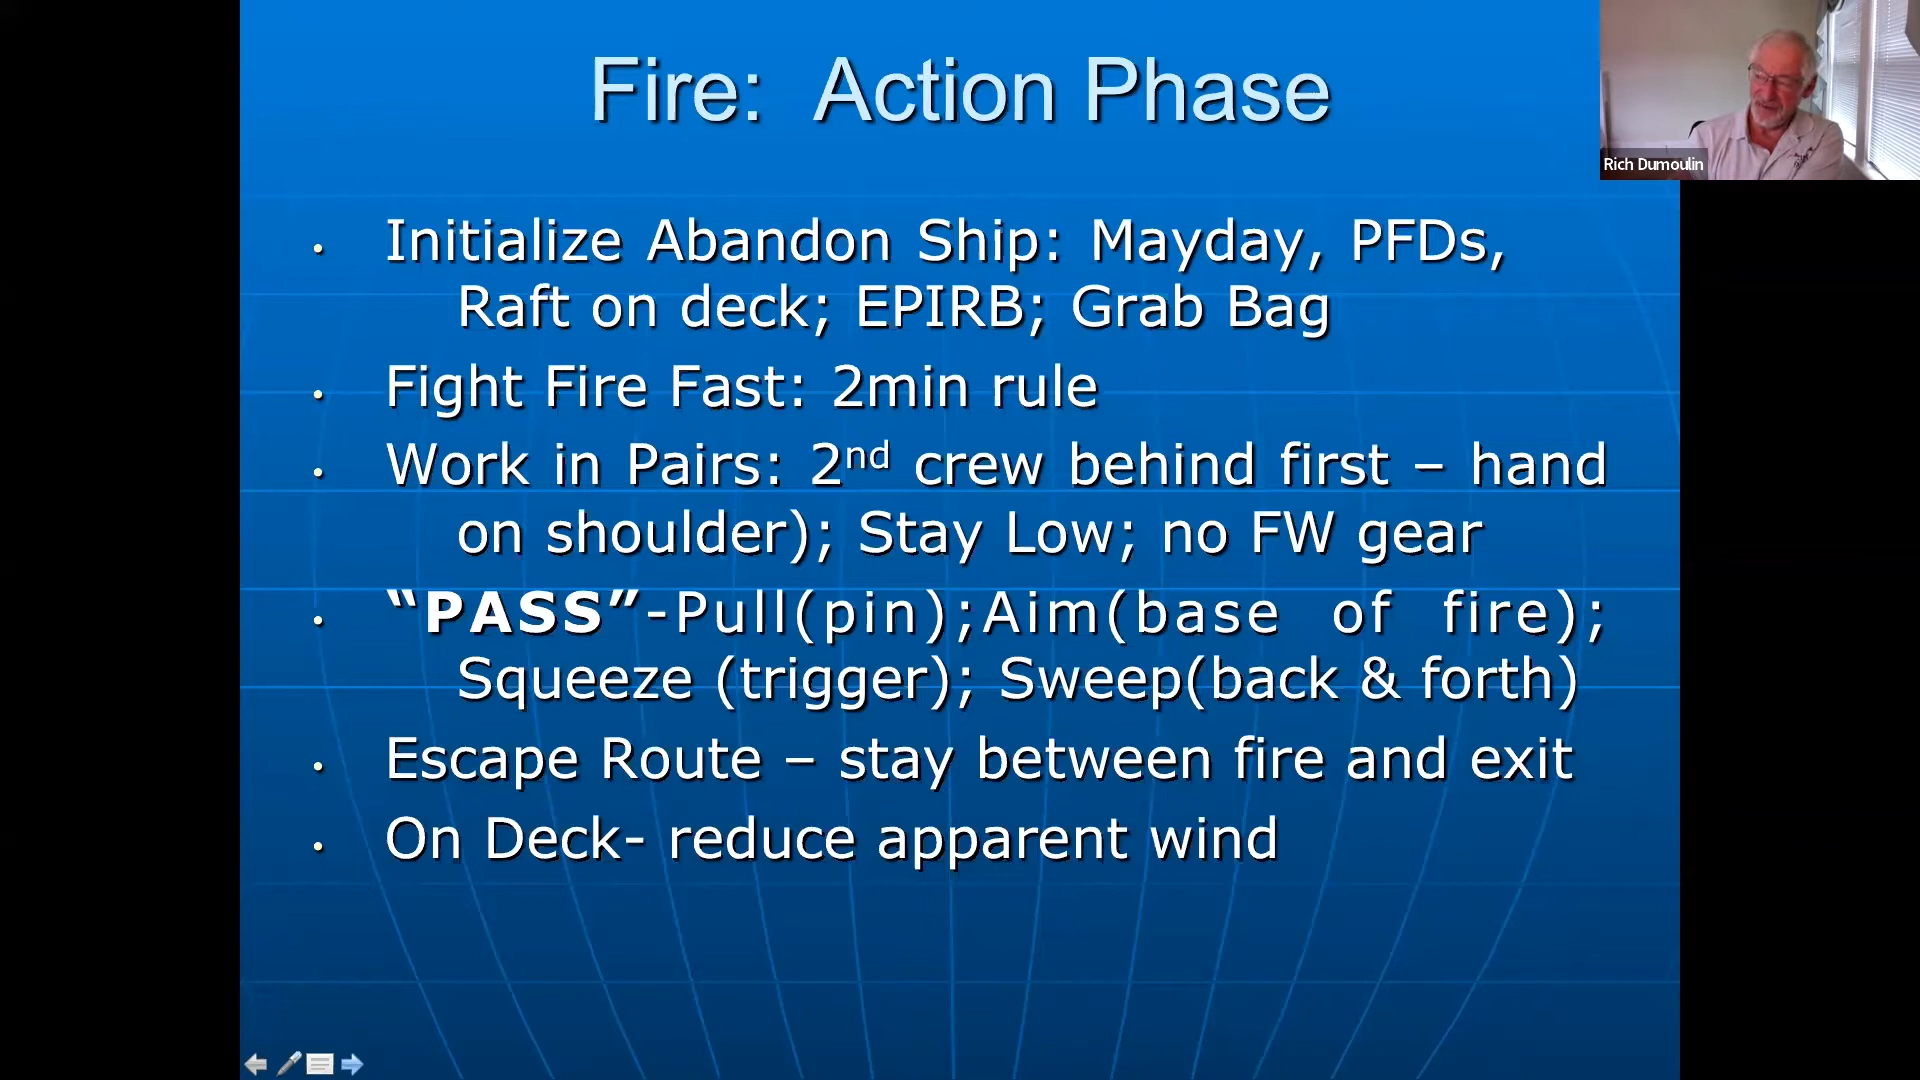 Fire: Action Phase
Rich Dumoulin
Initialize Abandon Ship: Mayday, PFDs,
Raft on deck; EPIRB; Grab Bag
Fight Fire Fast: 2min rule
Work in Pairs: 2nd crew behind first – hand
on shoulder); Stay Low; no FW gear
“PASS”-Pull(pin);Aim(base of fire);
Squeeze (trigger); Sweep(back & forth)
Escape Route – stay between fire and exit
On Deck- reduce apparent wind